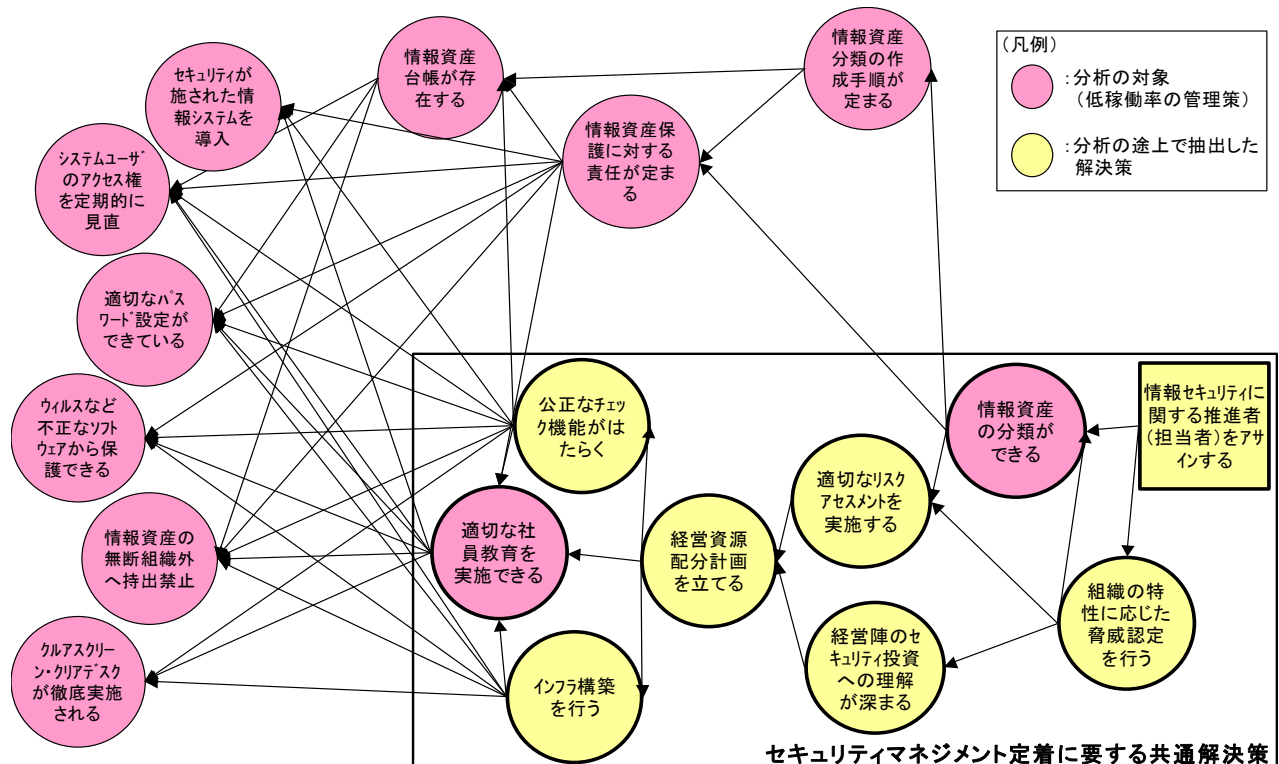 情報資産
台帳が存
在する
情報資産
分類の作
成手順が
定まる
(凡例)
:分析の対象
(低稼働率の管理策)
:分析の途上で抽出した
解決策
セキュリティが
施された情
報システムを
導入
情報資産保
護に対する
責任が定ま
る
システムユーザ
のアクセス権
を定期的に
見直
適切なパス
ワード設定が
できている
ウィルスなど
不正なソフト
ウェアから保
護できる
情報資産の
無断組織外
へ持出禁止
クルアスクリー
ン・クリアデスク
が徹底実施
される
公正なチェッ
ク機能がは
たらく
適切な社
員教育を
実施できる
インフラ構築
を行う
経営資源
配分計画
を立てる
適切なリスク
アセスメントを
実施する
経営陣のセ
キュリティ投資
への理解
が深まる
情報資産
の分類が
できる
情報セキュリティに
関する推進者
(担当者)をアサ
インする
組織の特
性に応じた
脅威認定
を行う
セキュリティマネジメント定着に要する共通解決策